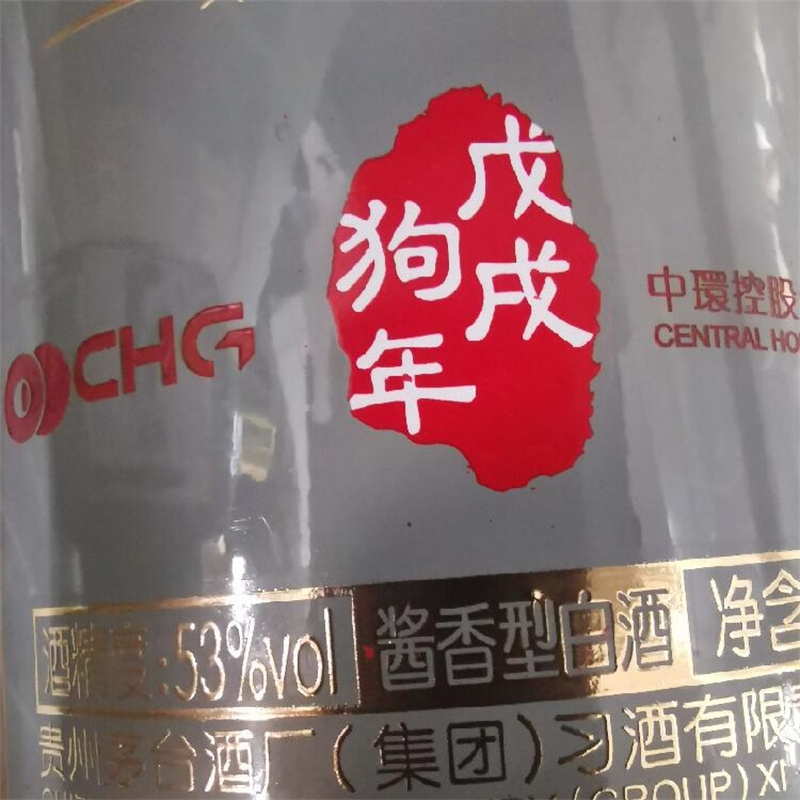 戊戌
狗年
CHG
中環控股
CENTRAL HO
酒精度:53%vol
酱香型白酒
净含
贵州茅台酒厂(集团)习酒有限
(GROUP) XI